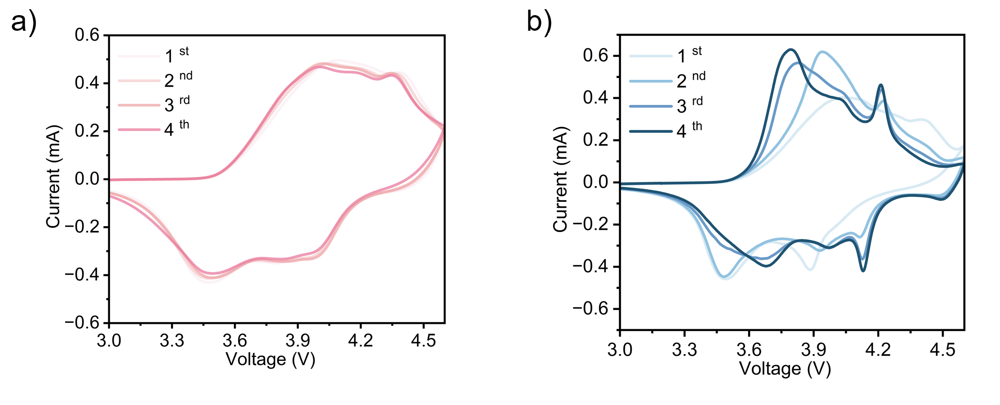 a)
0.6
0.4
0.2
0.0
−0.2
−0.4
−0.6
Current (mA)
1 st
2 nd
3 rd
4 th
3.0 3.3 3.6 3.9 4.2 4.5
Voltage (V)
b)
0.6
0.4
0.2
0.0
−0.2
−0.4
−0.6
Current (mA)
1 st
2 nd
3 rd
4 th
3.0 3.3 3.6 3.9 4.2 4.5
Voltage (V)